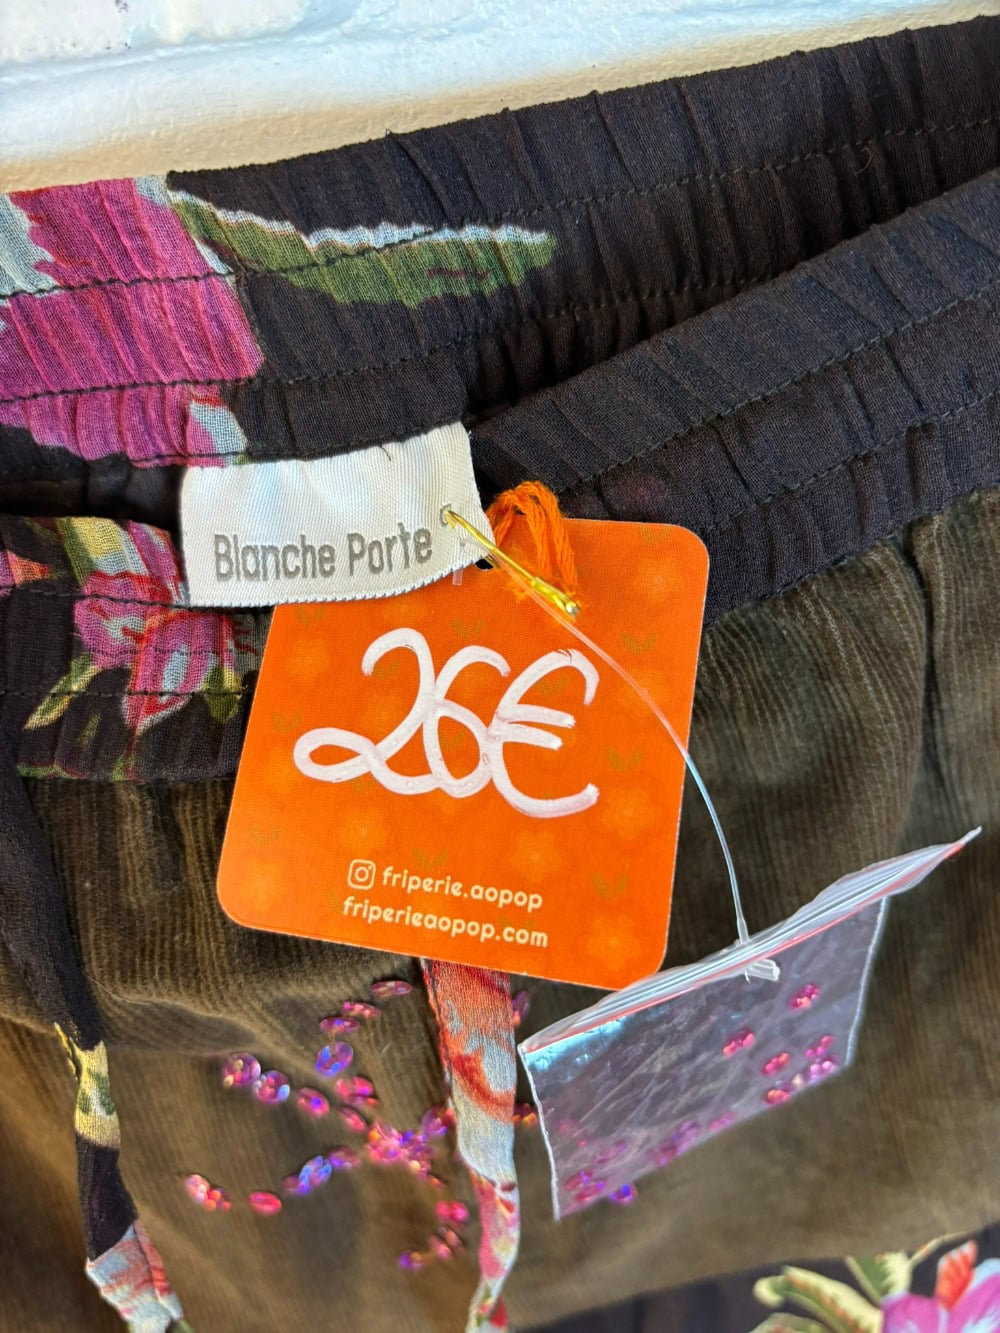 Blanche Porte
26€
friperie.aopop
friperieaopop.com